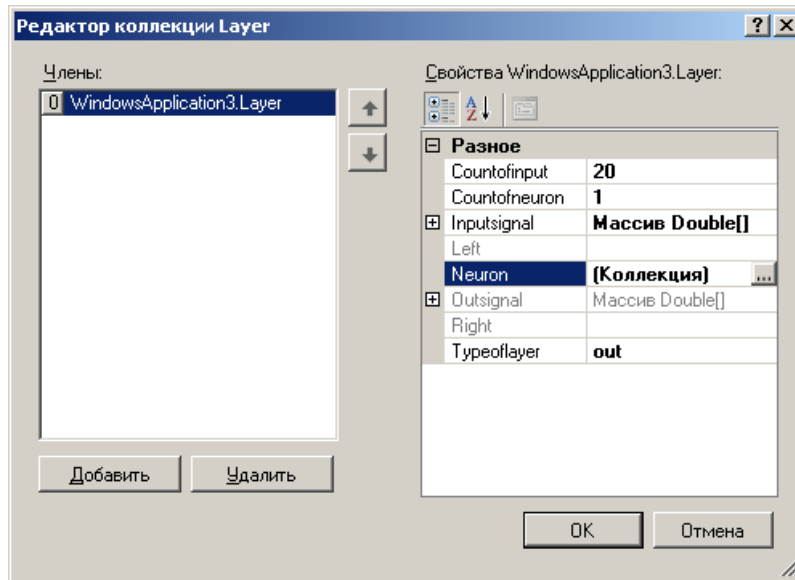 Редактор коллекции Layer
Члены:
0 WindowsApplication3.Layer
Добавить
Удалить
Свойства WindowsApplication3.Layer:
Разное
Countofinput 20
Countofneuron 1
Inputsignal Массив Double[]
Left
Neuron (Коллекция) ...
Outsignal Массив Double[]
Right
Typeoflayer out
OK
Отмена